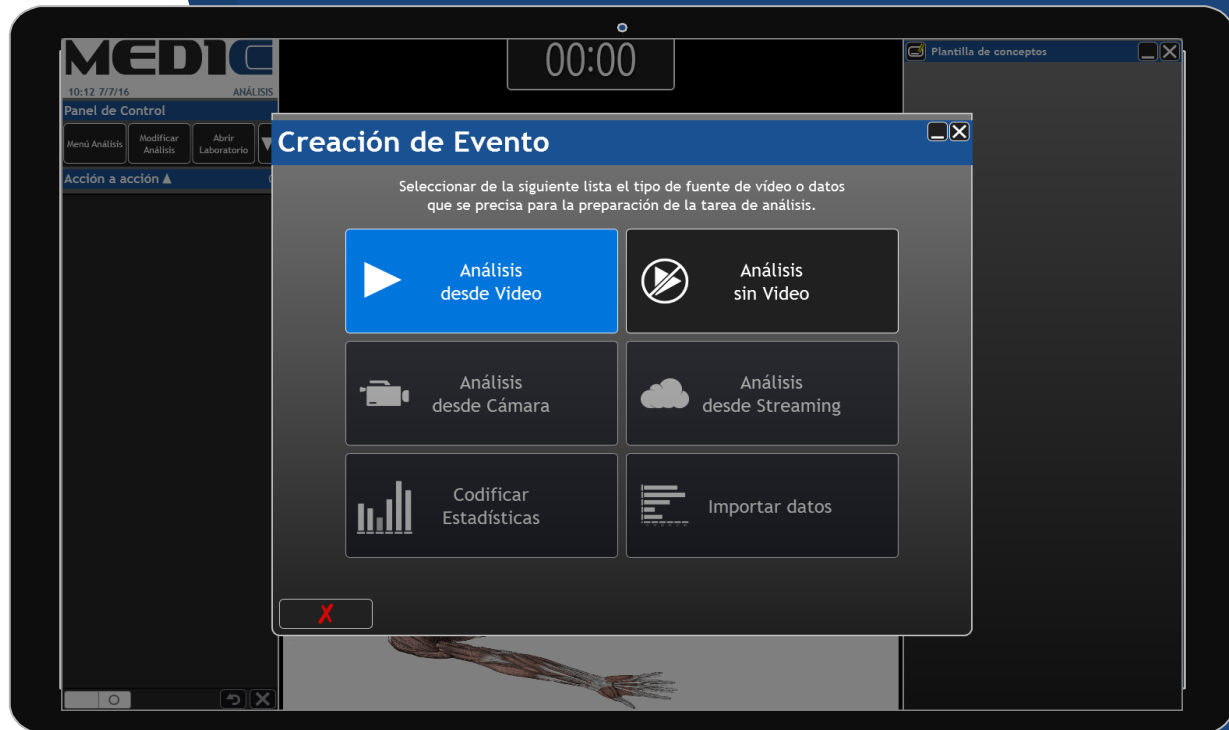 MEDIC
10:12 7/7/16 ANÁLISIS
Panel de Control
Menú Análisis
Modificar
Análisis
Abrir
Laboratorio
Acción a acción
00:00
Plantilla de conceptos
Creación de Evento
Seleccionar de la siguiente lista el tipo de fuente de vídeo o datos
que se precisa para la preparación de la tarea de análisis.
Análisis
desde Video
Análisis
sin Video
Análisis
desde Cámara
Análisis
desde Streaming
Codificar
Estadísticas
Importar datos